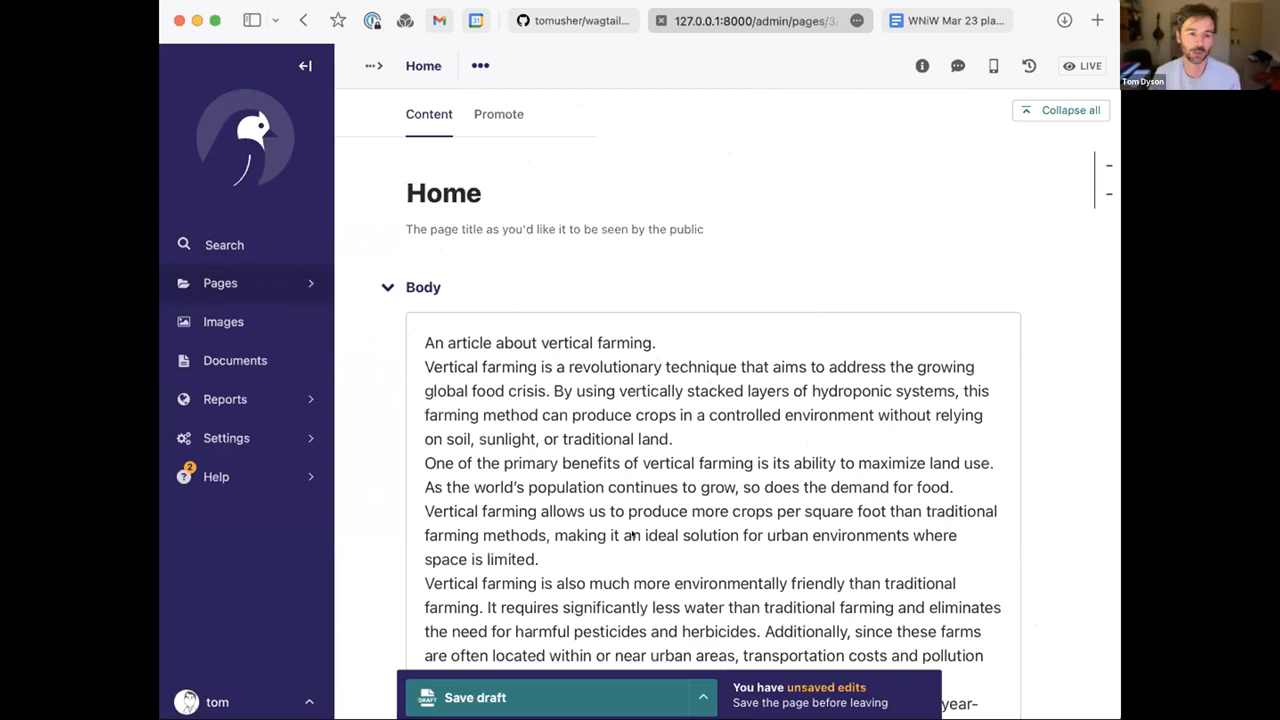 tomusher/wagtail...
127.0.0.1:8000/admin/pages/3
WNiW Mar 23 pla...
Tom Dyson
Home
LIVE
Content
Promote
Collapse all
Home
The page title as you'd like it to be seen by the public
Search
Pages
Images
Documents
Reports
Settings
2
Help
tom
Body
An article about vertical farming.
Vertical farming is a revolutionary technique that aims to address the growing
global food crisis. By using vertically stacked layers of hydroponic systems, this
farming method can produce crops in a controlled environment without relying
on soil, sunlight, or traditional land.
One of the primary benefits of vertical farming is its ability to maximize land use.
As the world's population continues to grow, so does the demand for food.
Vertical farming allows us to produce more crops per square foot than traditional
farming methods, making it an ideal solution for urban environments where
space is limited.
Vertical farming is also much more environmentally friendly than traditional
farming. It requires significantly less water than traditional farming and eliminates
the need for harmful pesticides and herbicides. Additionally, since these farms
are often located within or near urban areas, transportation costs and pollution
year-
DRAFT
Save draft
You have unsaved edits
Save the page before leaving